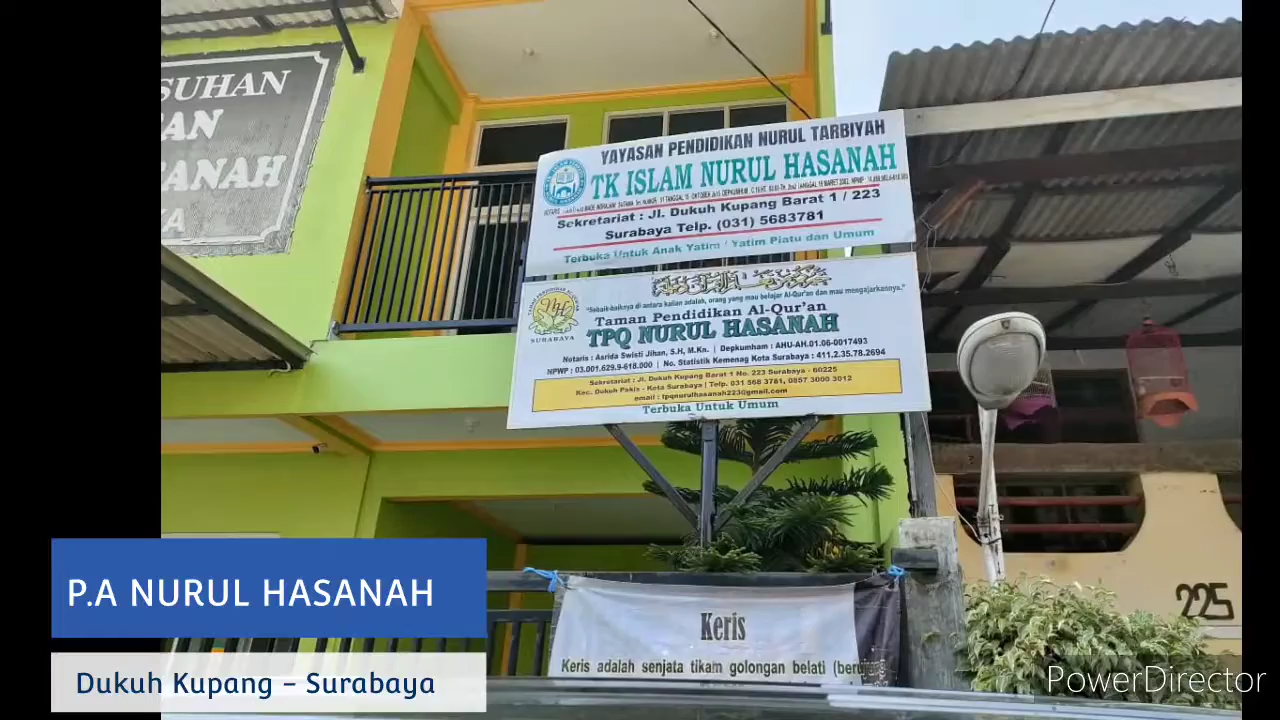 SUHAN
AN
ANAH
A
YAYASAN PENDIDIKAN NURUL TARBIYAH
TK ISLAM NURUL HASANAH
Sekretariat : Jl. Dukuh Kupang Barat 1 / 223
Surabaya Telp. (031) 5683781
Terbuka Untuk Anak Yatim / Yatim Piatu dan Umum
"Sebaik-baiknya di antara kalian adalah, orang yang mau belajar Al-Qur'an dan mau mengajarkannya."
Taman Pendidikan Al-Qur'an
TPQ NURUL HASANAH
SURABAYA
Notaris : Asrida Swisti Jihan, S.H, M.Kn. | Depkumham : AHU-AH.01.06-0017493
NPWP : 03.001.629.9-618.000 | No. Statistik Kemenag Kota Surabaya : 411.2.35.78.2694
Sekretariat : Jl. Dukuh Kupang Barat 1 No. 223 Surabaya - 60225
Kec. Dukuh Pakis - Kota Surabaya | Telp. 031 568 3781, 0857 3000 3012
email : tpqnurulhasanah223@gmail.com
Terbuka Untuk Umum
225
P.A NURUL HASANAH
Dukuh Kupang – Surabaya
Keris
Keris adalah senjata tikam golongan belati
PowerDirector